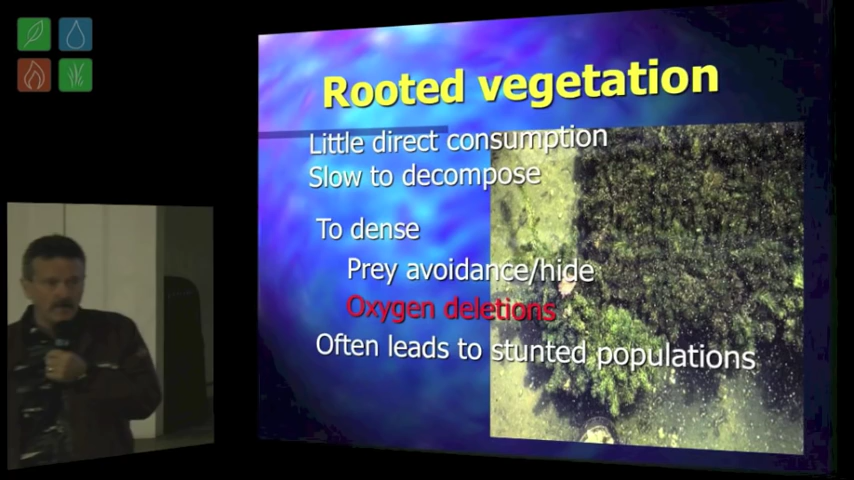 Rooted vegetation
Little direct consumption
Slow to decompose
To dense
Prey avoidance/hide
Oxygen deletions
Often leads to stunted populations